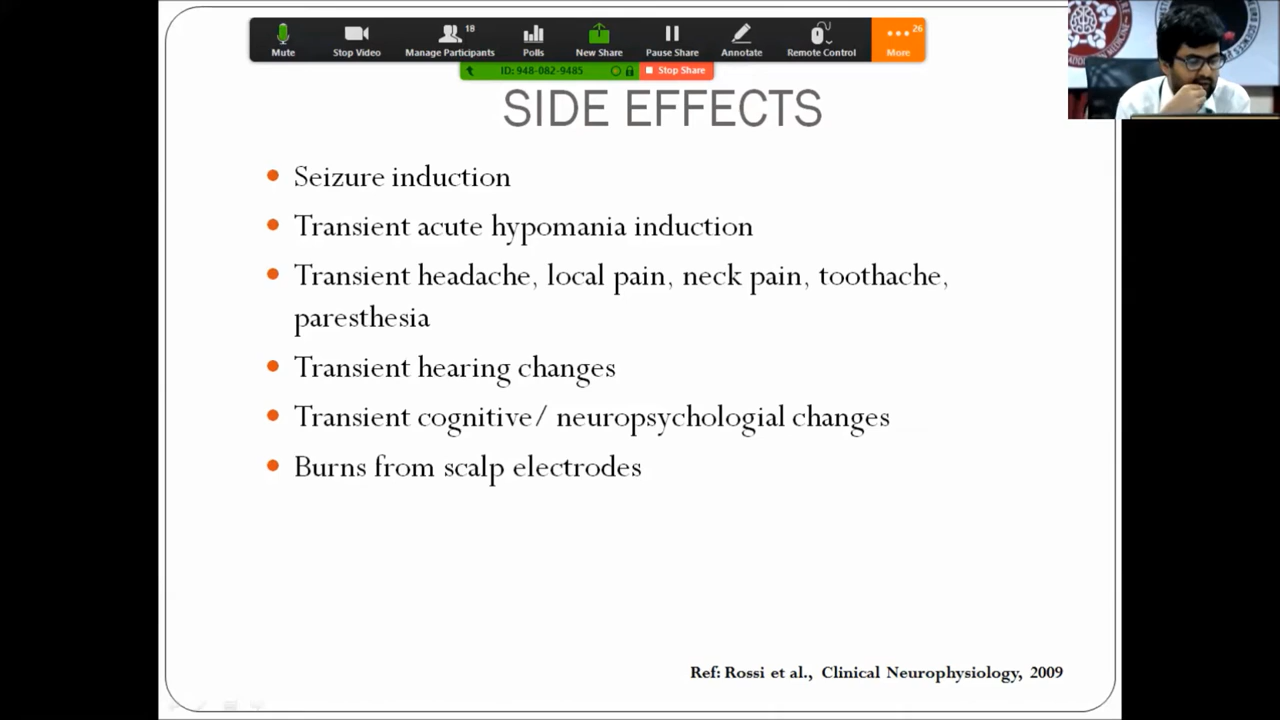 18
26
Mute
Stop Video
Manage Participants
Polls
New Share
Pause Share
Annotate
Remote Control
More
ID: 948-082-9485
Stop Share
SIDE EFFECTS
Seizure induction
Transient acute hypomania induction
Transient headache, local pain, neck pain, toothache,
paresthesia
Transient hearing changes
Transient cognitive/ neuropsychologial changes
Burns from scalp electrodes
Ref: Rossi et al., Clinical Neurophysiology, 2009